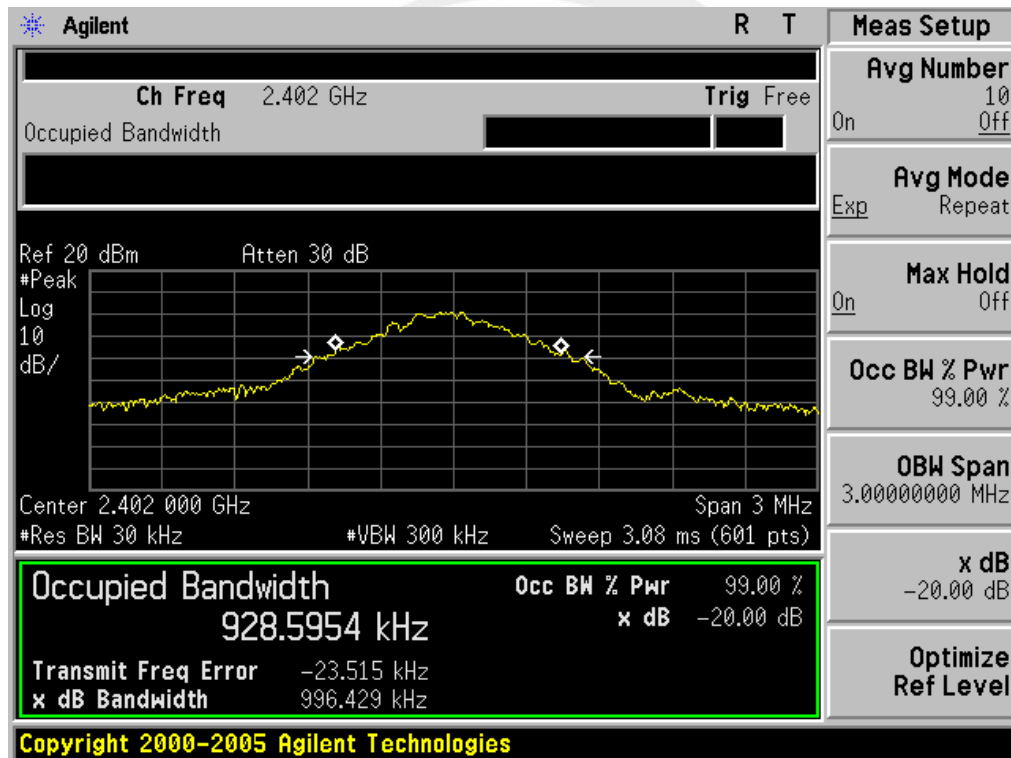 Agilent R T
Ch Freq 2.402 GHz Trig Free
Occupied Bandwidth
Ref 20 dBm Atten 30 dB
#Peak
Log
10
dB/
Center 2.402 000 GHz Span 3 MHz
#Res BW 30 kHz #VBW 300 kHz Sweep 3.08 ms (601 pts)
Occupied Bandwidth Occ BW % Pwr 99.00 %
928.5954 kHz x dB -20.00 dB
Transmit Freq Error -23.515 kHz
x dB Bandwidth 996.429 kHz
Meas Setup
Avg Number
10
On Off
Avg Mode
Exp Repeat
Max Hold
On Off
Occ BW % Pwr
99.00 %
OBW Span
3.00000000 MHz
x dB
-20.00 dB
Optimize
Ref Level
Copyright 2000-2005 Agilent Technologies